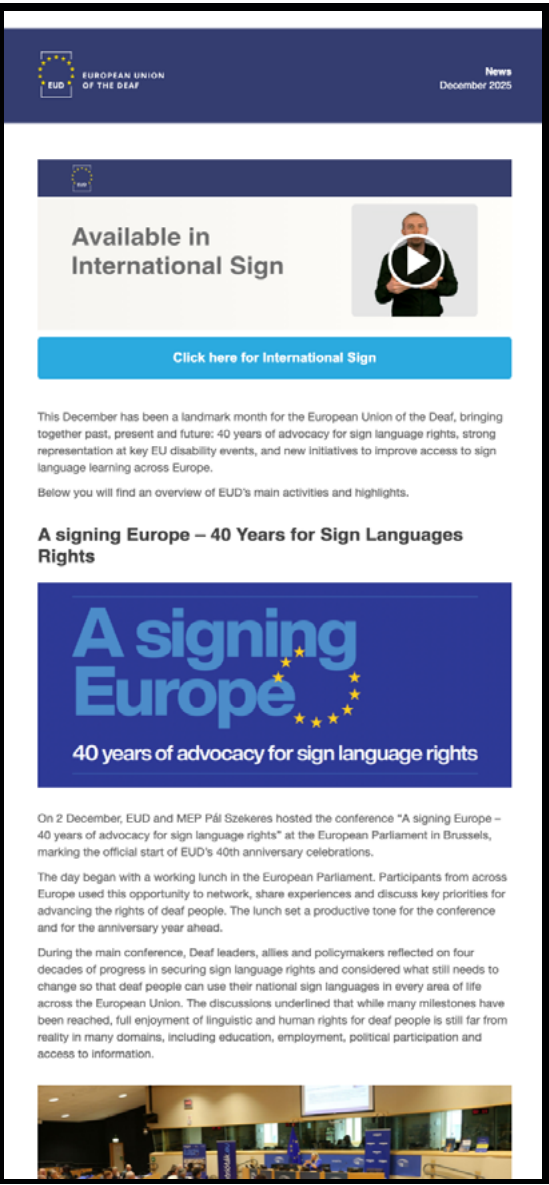 EUD
EUROPEAN UNION
OF THE DEAF
News
December 2025
EUD
Available in
International Sign
Click here for International Sign
This December has been a landmark month for the European Union of the Deaf, bringing
together past, present and future: 40 years of advocacy for sign language rights, strong
representation at key EU disability events, and new initiatives to improve access to sign
language learning across Europe.
Below you will find an overview of EUD's main activities and highlights.
A signing Europe – 40 Years for Sign Languages
Rights
A signing
Europe
40 years of advocacy for sign language rights
On 2 December, EUD and MEP Pál Szekeres hosted the conference “A signing Europe –
40 years of advocacy for sign language rights” at the European Parliament in Brussels,
marking the official start of EUD's 40th anniversary celebrations.
The day began with a working lunch in the European Parliament. Participants from across
Europe used this opportunity to network, share experiences and discuss key priorities for
advancing the rights of deaf people. The lunch set a productive tone for the conference
and for the anniversary year ahead.
During the main conference, Deaf leaders, allies and policymakers reflected on four
decades of progress in securing sign language rights and considered what still needs to
change so that deaf people can use their national sign languages in every area of life
across the European Union. The discussions underlined that while many milestones have
been reached, full enjoyment of linguistic and human rights for deaf people is still far from
reality in many domains, including education, employment, political participation and
access to information.